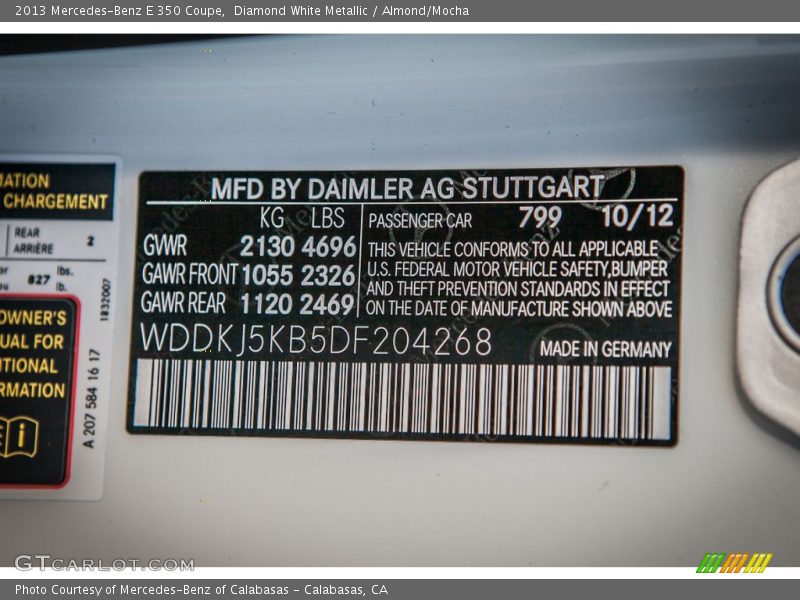 2013 Mercedes-Benz E 350 Coupe,  Diamond White Metallic / Almond/Mocha
MATION
CHARGEMENT
REAR
ARRIÈRE
2
827
lbs.
lb.
OWNER'S
UAL FOR
ITIONAL
RMATION
1832007
A 207 584 16 17
MFD BY DAIMLER AG STUTTGART
KG LBS
GVWR 2130 4696
GAWR FRONT 1055 2326
GAWR REAR 1120 2469
PASSENGER CAR 799 10/12
THIS VEHICLE CONFORMS TO ALL APPLICABLE
U.S. FEDERAL MOTOR VEHICLE SAFETY,BUMPER
AND THEFT PREVENTION STANDARDS IN EFFECT
ON THE DATE OF MANUFACTURE SHOWN ABOVE
WDDKJ5KB5DF204268
MADE IN GERMANY
GTCARLOT.COM
Photo Courtesy of Mercedes-Benz of Calabasas - Calabasas, CA